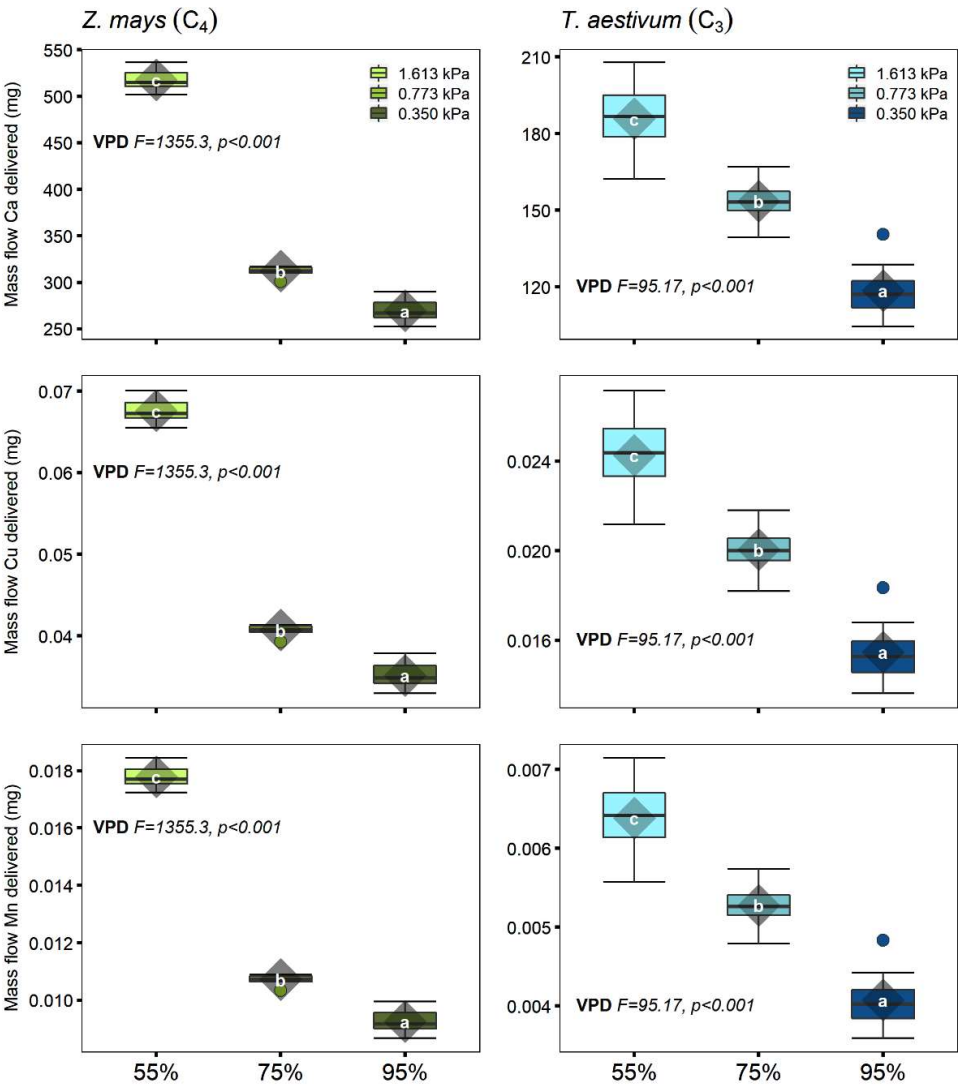 Z. mays (C4)
T. aestivum (C3)
Mass flow Ca delivered (mg)
550
500
450
400
350
300
250
1.613 kPa
0.773 kPa
0.350 kPa
VPD F=1355.3, p<0.001
c
b
a
210
180
150
120
1.613 kPa
0.773 kPa
0.350 kPa
VPD F=95.17, p<0.001
c
b
a
Mass flow Cu delivered (mg)
0.07
0.06
0.05
0.04
VPD F=1355.3, p<0.001
c
b
a
0.024
0.020
0.016
VPD F=95.17, p<0.001
c
b
a
Mass flow Mn delivered (mg)
0.018
0.016
0.014
0.012
0.010
VPD F=1355.3, p<0.001
c
b
a
55%
75%
95%
0.007
0.006
0.005
0.004
VPD F=95.17, p<0.001
c
b
a
55%
75%
95%